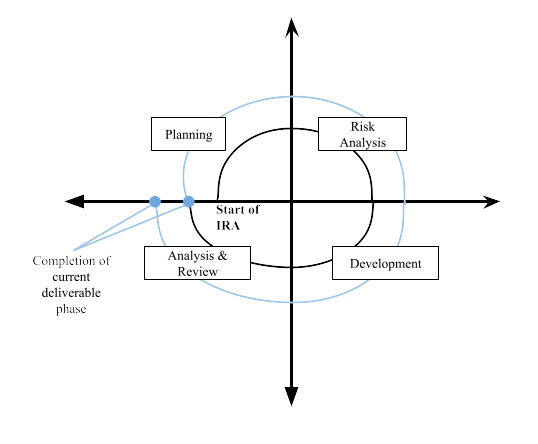 Planning
Risk
Analysis
Start of
IRA
Analysis &
Review
Development
Completion of
current
deliverable
phase